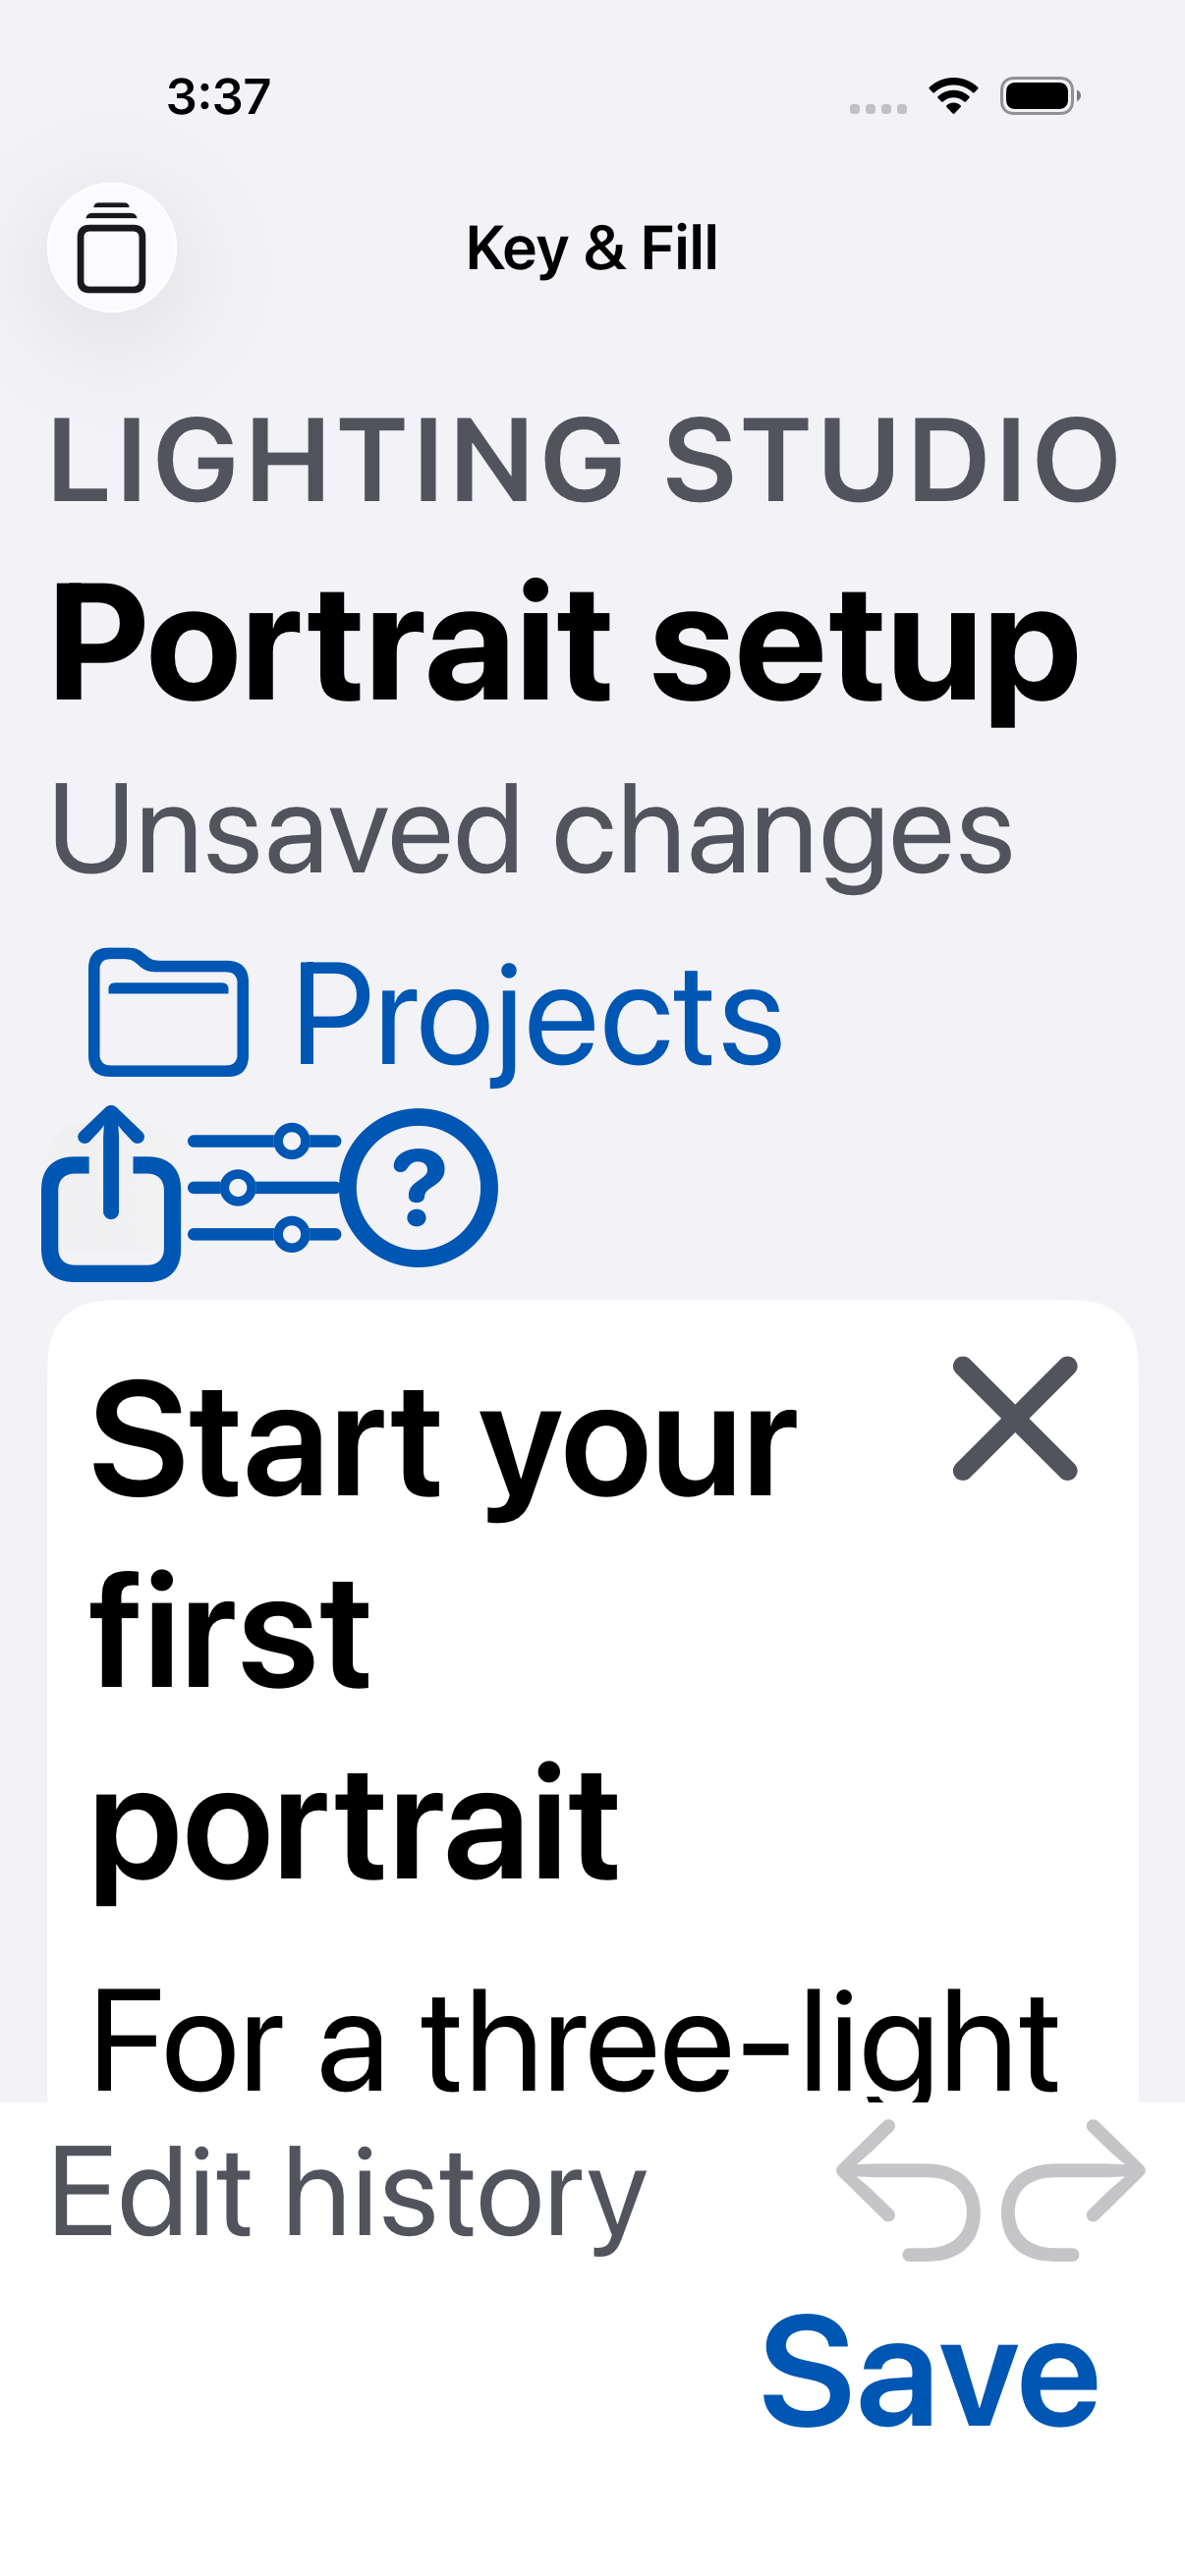 3:37
Key & Fill
LIGHTING STUDIO
Portrait setup
Unsaved changes
Projects
?
Start your
first
portrait
For a three-light
Edit history
Save